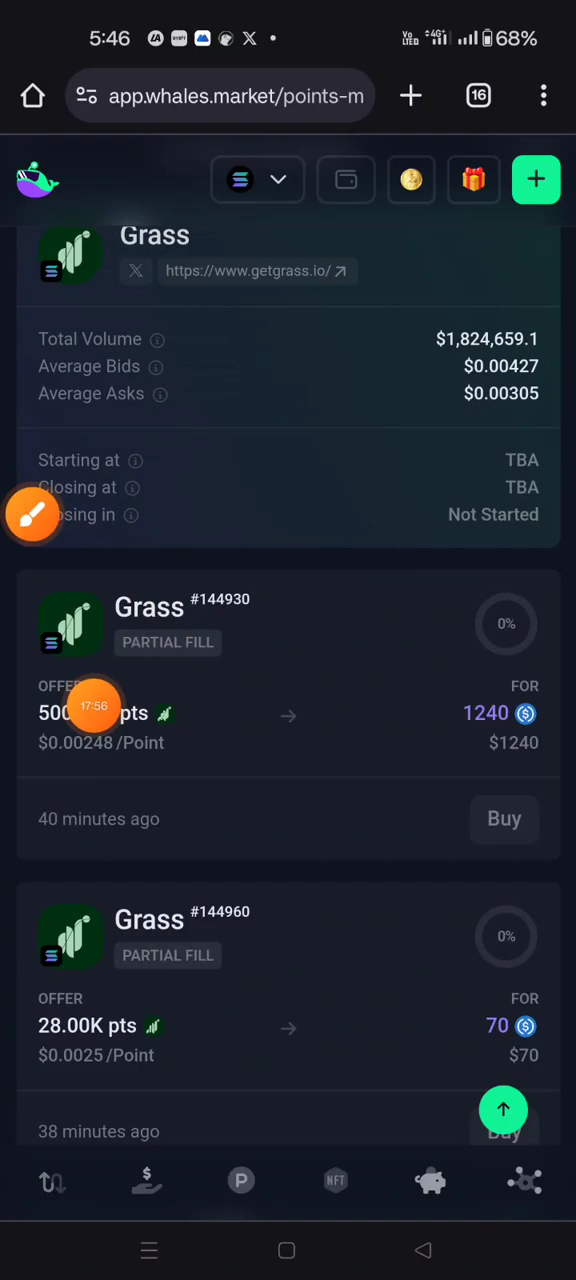 5:46 68%
app.whales.market/points-m 16
Grass
https://www.getgrass.io/
Total Volume $1,824,659.1
Average Bids $0.00427
Average Asks $0.00305
Starting at TBA
Closing at TBA
osing in Not Started
Grass #144930
PARTIAL FILL
0%
OFFE FOR
17:56
500 pts 1240
$0.00248/Point $1240
40 minutes ago Buy
Grass #144960
PARTIAL FILL
0%
OFFER FOR
28.00K pts 70
$0.0025/Point $70
38 minutes ago Buy
NFT